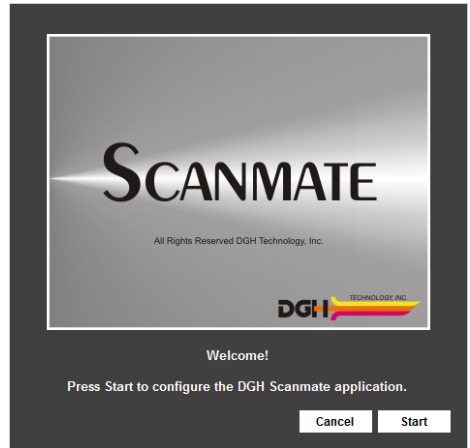 SCANMATE
All Rights Reserved DGH Technology, Inc.
DGH TECHNOLOGY, INC.
Welcome!
Press Start to configure the DGH Scanmate application.
Cancel Start